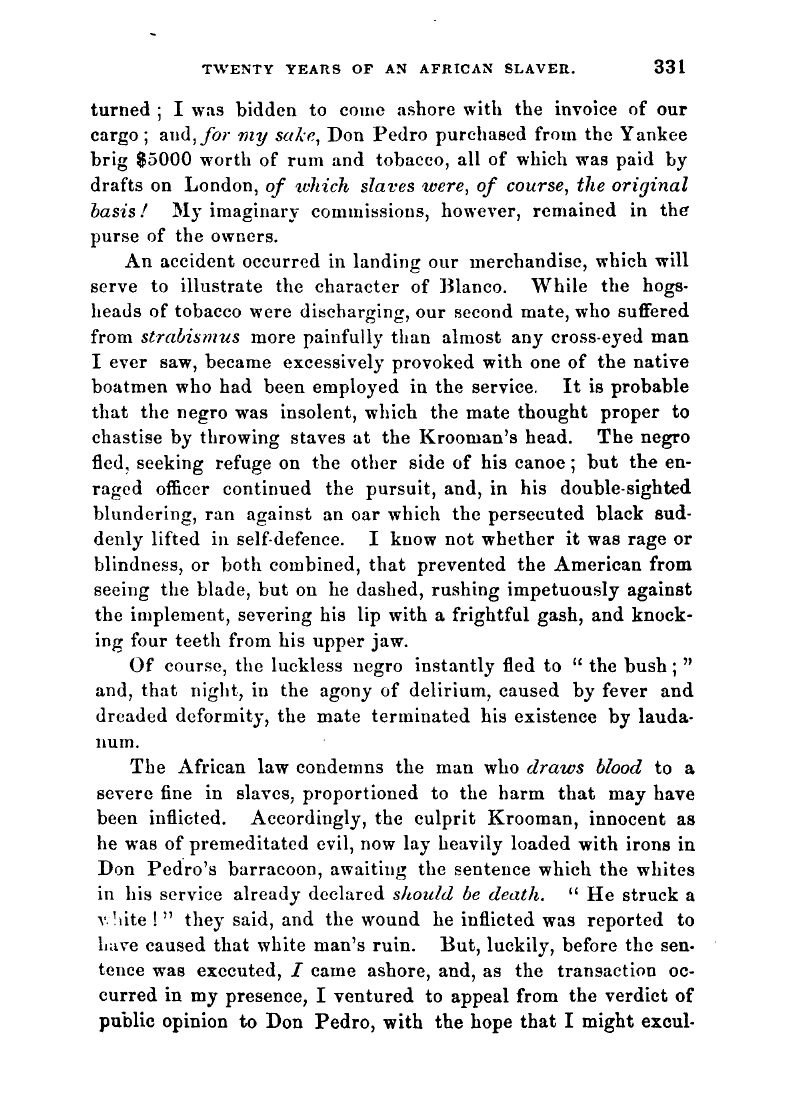 TWENTY YEARS OF AN AFRICAN SLAVER. 331
turned ; I was bidden to come ashore with the invoice of our
cargo ; and, for my sake, Don Pedro purchased from the Yankee
brig $5000 worth of rum and tobacco, all of which was paid by
drafts on London, of which slaves were, of course, the original
basis ! My imaginary commissions, however, remained in the
purse of the owners.
An accident occurred in landing our merchandise, which will
serve to illustrate the character of Blanco. While the hogs-
heads of tobacco were discharging, our second mate, who suffered
from strabismus more painfully than almost any cross-eyed man
I ever saw, became excessively provoked with one of the native
boatmen who had been employed in the service. It is probable
that the negro was insolent, which the mate thought proper to
chastise by throwing staves at the Krooman's head. The negro
fled, seeking refuge on the other side of his canoe ; but the en-
raged officer continued the pursuit, and, in his double-sighted
blundering, ran against an oar which the persecuted black sud-
denly lifted in self-defence. I know not whether it was rage or
blindness, or both combined, that prevented the American from
seeing the blade, but on he dashed, rushing impetuously against
the implement, severing his lip with a frightful gash, and knock-
ing four teeth from his upper jaw.
Of course, the luckless negro instantly fled to " the bush ; "
and, that night, in the agony of delirium, caused by fever and
dreaded deformity, the mate terminated his existence by lauda-
num.
The African law condemns the man who draws blood to a
severe fine in slaves, proportioned to the harm that may have
been inflicted. Accordingly, the culprit Krooman, innocent as
he was of premeditated evil, now lay heavily loaded with irons in
Don Pedro's barracoon, awaiting the sentence which the whites
in his service already declared should be death. " He struck a
white ! " they said, and the wound he inflicted was reported to
have caused that white man's ruin. But, luckily, before the sen-
tence was executed, I came ashore, and, as the transaction oc-
curred in my presence, I ventured to appeal from the verdict of
public opinion to Don Pedro, with the hope that I might excul-